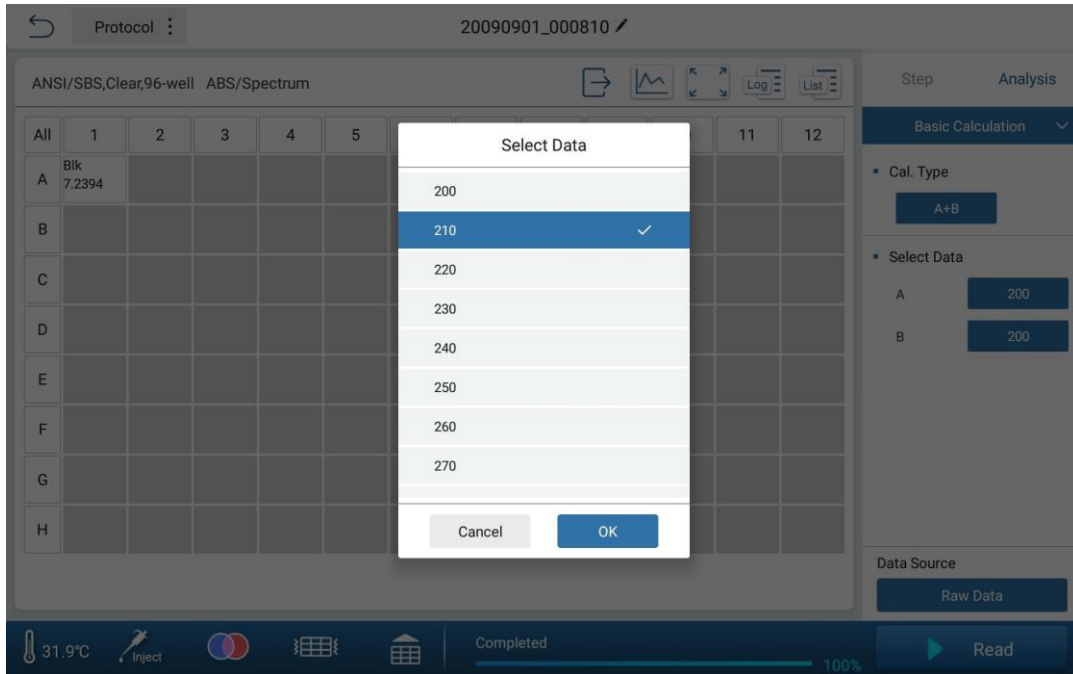 Protocol
20090901_000810
ANSI/SBS,Clear,96-well ABS/Spectrum
Log
List
Step Analysis
All 1 2 3 4 5 11 12
Select Data
Basic Calculation
A
Blk
7.2394
B
C
D
E
F
G
H
200
210
220
230
240
250
260
270
Cancel OK
Cal. Type
A+B
Select Data
A 200
B 200
Data Source
Raw Data
31.9°C
Inject
Completed
100%
Read